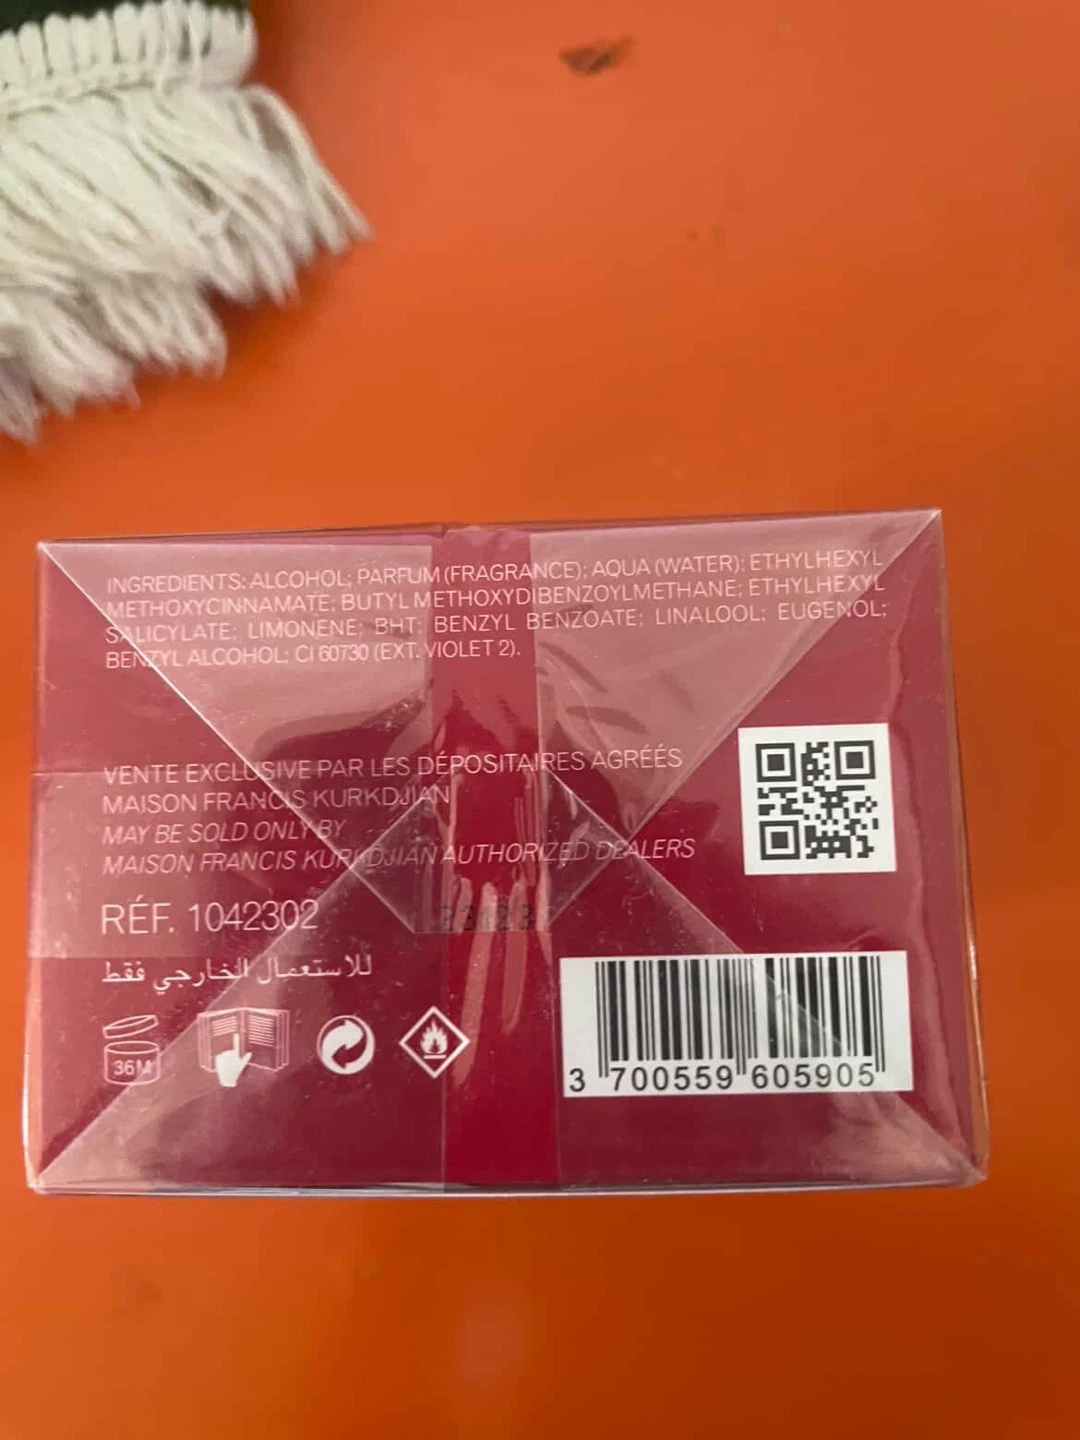 INGREDIENTS: ALCOHOL; PARFUM (FRAGRANCE); AQUA (WATER); ETHYLHEXYL
METHOXYCINNAMATE; BUTYL METHOXYDIBENZOYLMETHANE; ETHYLHEXYL
SALICYLATE; LIMONENE; BHT; BENZYL BENZOATE; LINALOOL; EUGENOL;
BENZYL ALCOHOL; CI 60730 (EXT. VIOLET 2).
VENTE EXCLUSIVE PAR LES DÉPOSITAIRES AGRÉÉS
MAISON FRANCIS KURKDJIAN
MAY BE SOLD ONLY BY
MAISON FRANCIS KURKDJIAN AUTHORIZED DEALERS
RÉF. 1042302
للاستعمال الخارجي فقط
36M
3 700559 605905